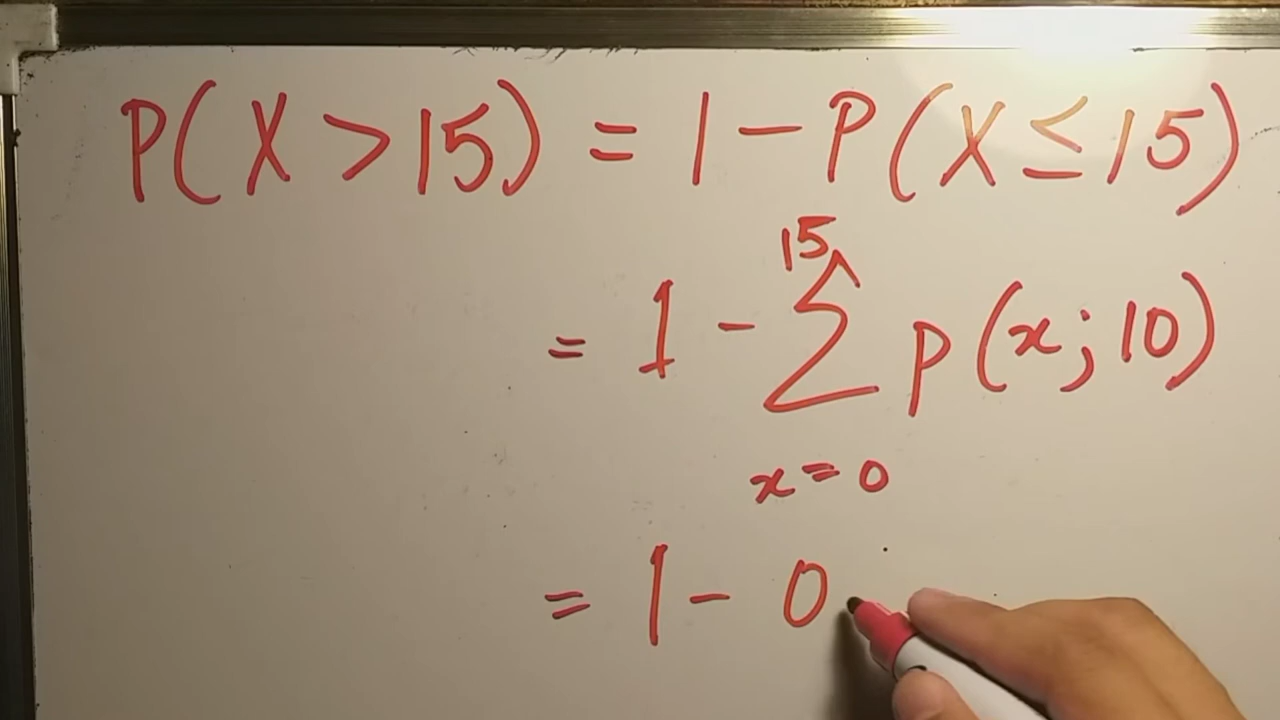 P(X > 15) = 1 - P(X ≤ 15)
= 1 - 15 ∑ x = 0 p(x; 10)
= 1 - 0